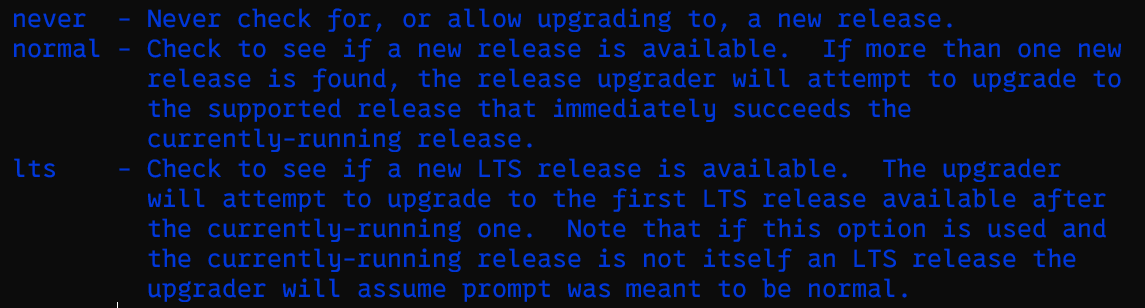 never  - Never check for, or allow upgrading to, a new release.
normal - Check to see if a new release is available.  If more than one new
         release is found, the release upgrader will attempt to upgrade to
         the supported release that immediately succeeds the
         currently-running release.
lts    - Check to see if a new LTS release is available.  The upgrader
         will attempt to upgrade to the first LTS release available after
         the currently-running one.  Note that if this option is used and
         the currently-running release is not itself an LTS release the
         upgrader will assume prompt was meant to be normal.